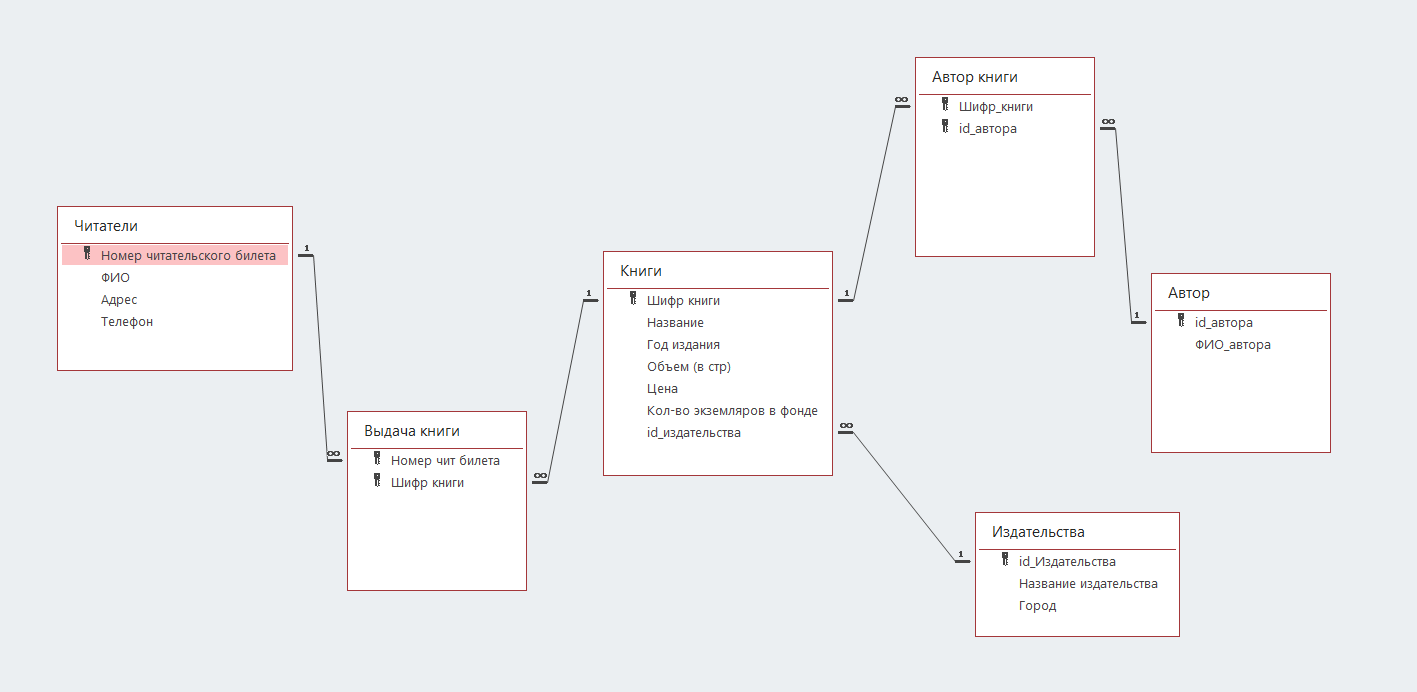 Читатели
Номер читательского билета
ФИО
Адрес
Телефон
1
∞
Выдача книги
Номер чит билета
Шифр книги
∞
1
Книги
Шифр книги
Название
Год издания
Объем (в стр)
Цена
Кол-во экземляров в фонде
id_издательства
1
∞
Автор книги
Шифр_книги
id_автора
∞
1
Автор
id_автора
ФИО_автора
∞
1
Издательства
id_Издательства
Название издательства
Город